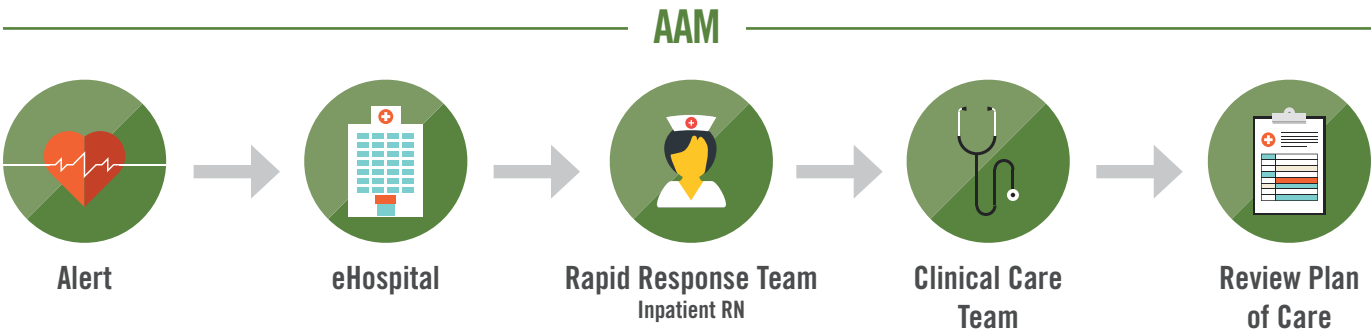 AAM
Alert
eHospital
Rapid Response Team
Inpatient RN
Clinical Care
Team
Review Plan
of Care